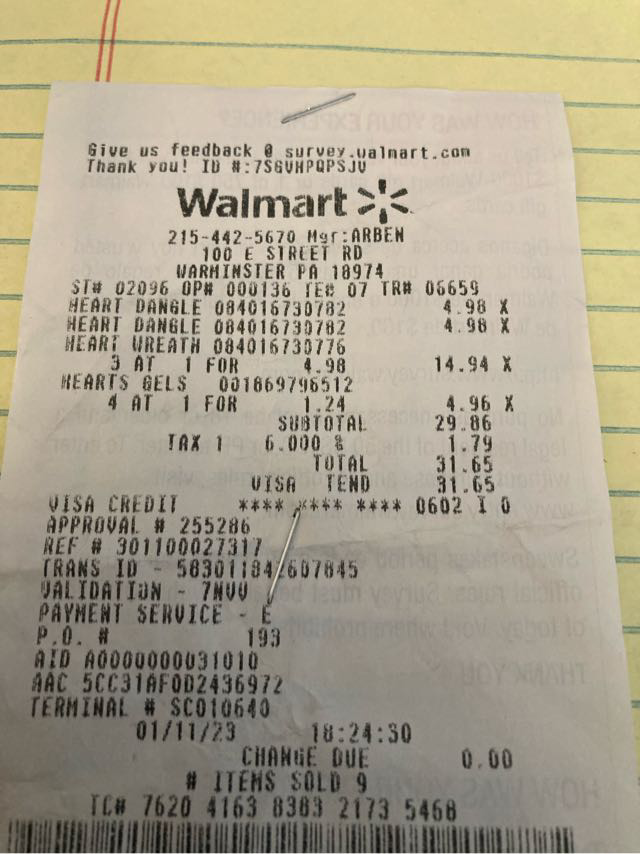 Give us feedback @ survey.walmart.com
Thank you! ID #:7SGVHPQPSJV
Walmart
215-442-5670 Mgr:ARBEN
100 E STREET RD
WARMINSTER PA 18974
ST# 02096 OP# 000136 TE# 07 TR# 06659
HEART DANGLE 084016730782 4.98 X
HEART DANGLE 084016730782 4.98 X
HEART WREATH 084016730776
3 AT 1 FOR 4.98 14.94 X
HEARTS GELS 001869796512
4 AT 1 FOR 1.24 4.96 X
SUBTOTAL 29.86
TAX 1 6.000 % 1.79
TOTAL 31.65
VISA TEND 31.65
VISA CREDIT **** **** **** 0602 I 0
APPROVAL # 255286
REF # 301100027317
TRANS ID - 583011842607845
VALIDATION - 7NVV
PAYMENT SERVICE - E
P.O. # 193
AID A0000000031010
AAC 5CC31AF0D2436972
TERMINAL # SC010640
01/11/23 18:24:30
CHANGE DUE 0.00
# ITEMS SOLD 9
TC# 7620 4163 8383 2173 5468